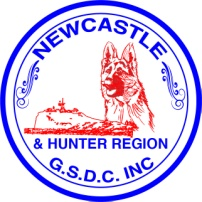 NEWCASTLE
& HUNTER REGION
G.S.D.C. INC